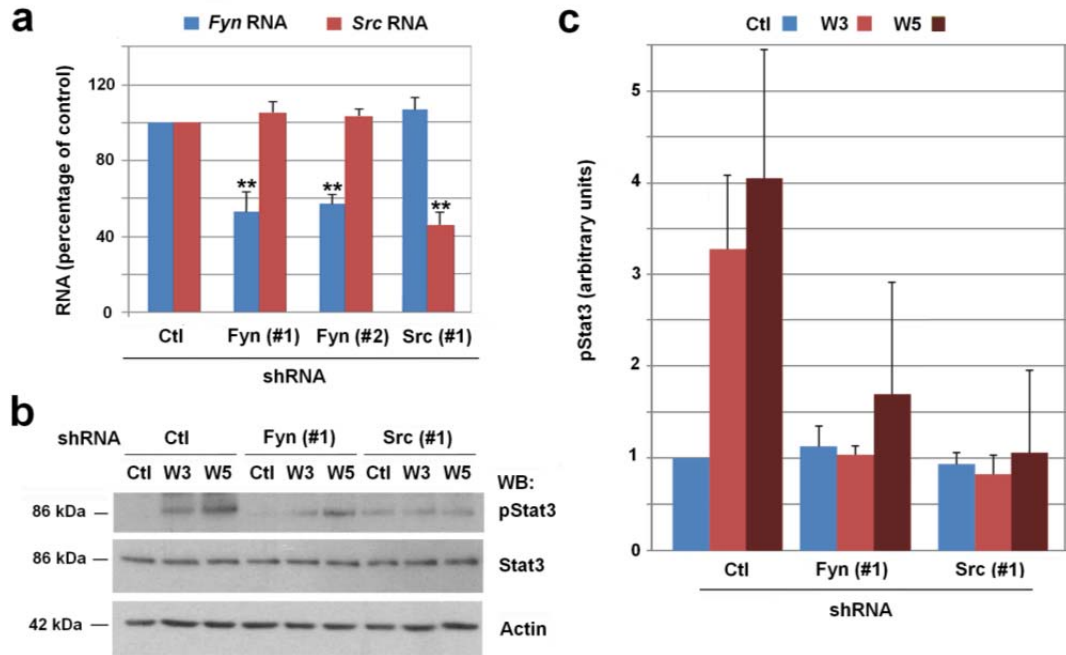 a
Fyn RNA Src RNA
RNA (percentage of control)
120
80
40
0
** ** **
Ctl Fyn (#1) Fyn (#2) Src (#1)
shRNA
b
shRNA Ctl Fyn (#1) Src (#1)
Ctl W3 W5 Ctl W3 W5 Ctl W3 W5
WB:
86 kDa pStat3
86 kDa Stat3
42 kDa Actin
c
Ctl W3 W5
pStat3 (arbitrary units)
5
4
3
2
1
0
Ctl Fyn (#1) Src (#1)
shRNA